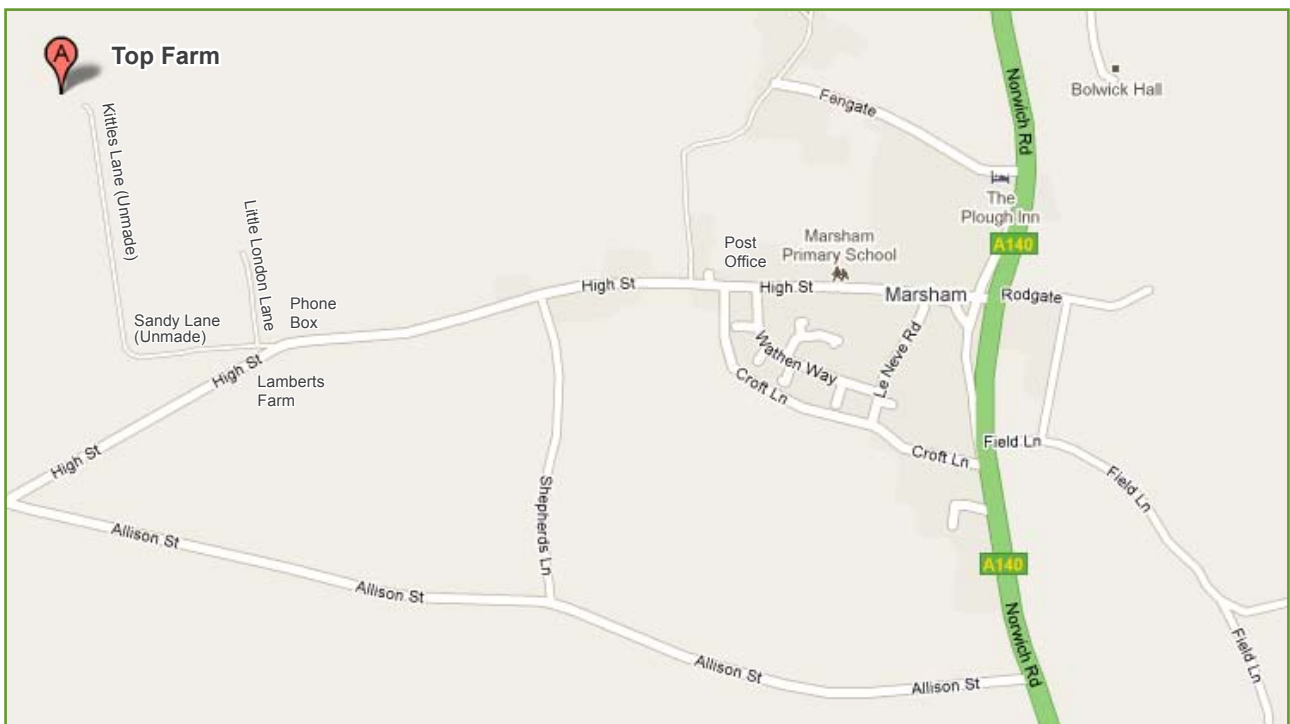 A
Top Farm
Norwich Rd
Bolwick Hall
Fengate
Kittles Lane (Unmade)
The
Plough Inn
Little London Lane
Post
Office
Marsham
Primary School
A140
High St
High St
Marsham
Rodgate
Phone
Box
Sandy Lane
(Unmade)
Wathen Way
Le Neve Rd
High St
Lamberts
Farm
Croft Ln
Field Ln
Croft Ln
High St
Field Ln
Shepherds Ln
Allison St
A140
Allison St
Norwich Rd
Field Ln
Allison St
Allison St